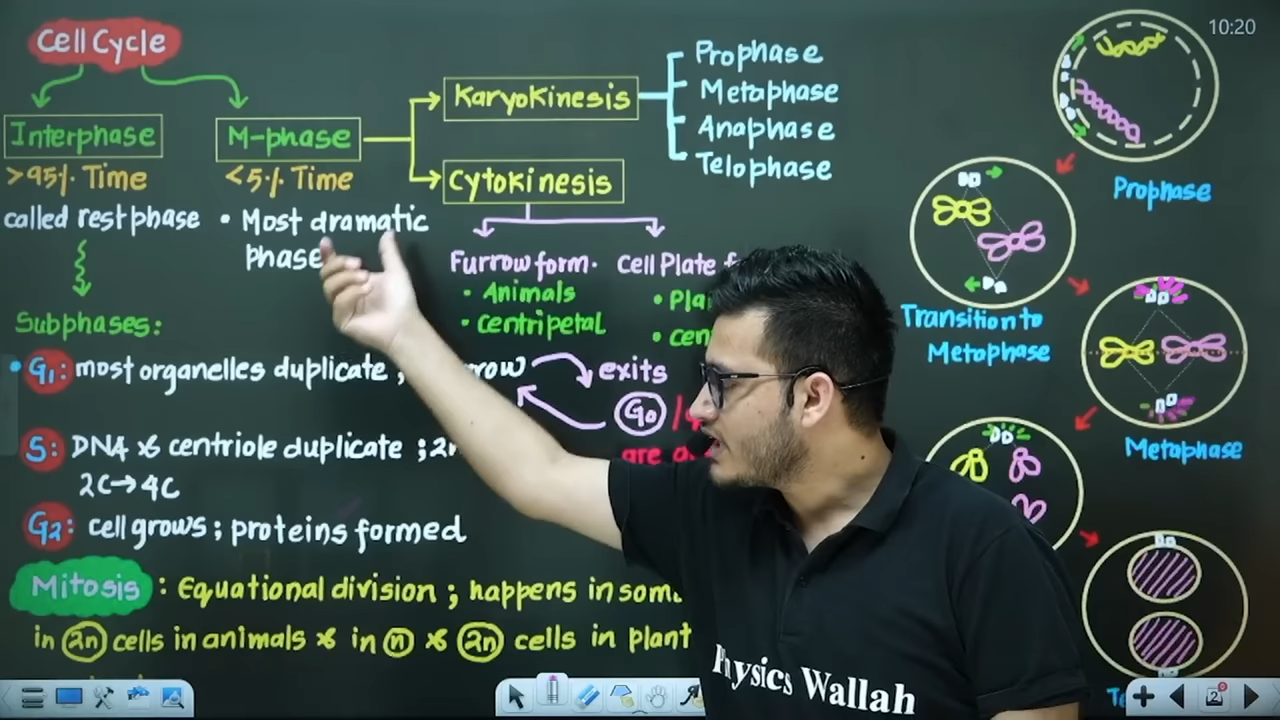 10:20
Cell Cycle
Interphase
>95% Time
called rest phase
Subphases:
M-phase
<5% Time
• Most dramatic
phase
Karyokinesis
Prophase
Metaphase
Anaphase
Telophase
Cytokinesis
Furrow form.
• Animals
• centripetal
Cell Plate
•
•
• G1: most organelles duplicate ;
exits
G0
are
S: DNA & centriole duplicate ;
2C→4C
G2: cell grows ; proteins formed
Mitosis : Equational division ; happens in
in 2n cells in animals & in n & 2n cells in plant
Prophase
Transition to
Metaphase
Metaphase
Physics Wallah
2